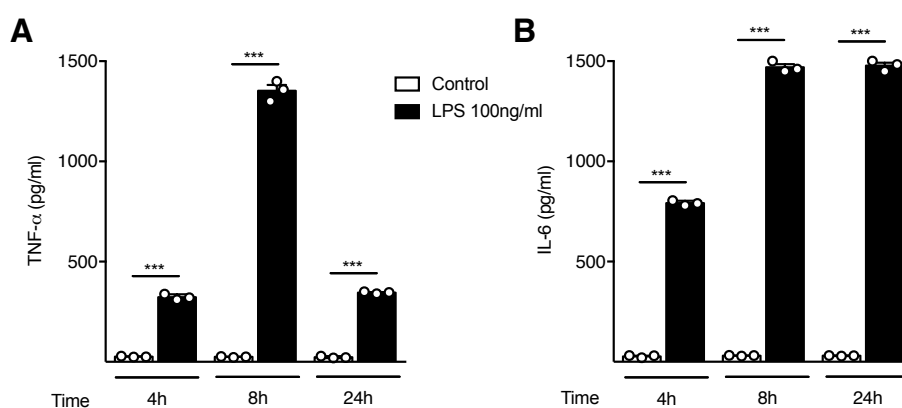 A
TNF-α (pg/ml)
1500
1000
500
***
***
***
Time
4h
8h
24h
Control
LPS 100ng/ml
B
IL-6 (pg/ml)
1500
1000
500
***
***
***
Time
4h
8h
24h